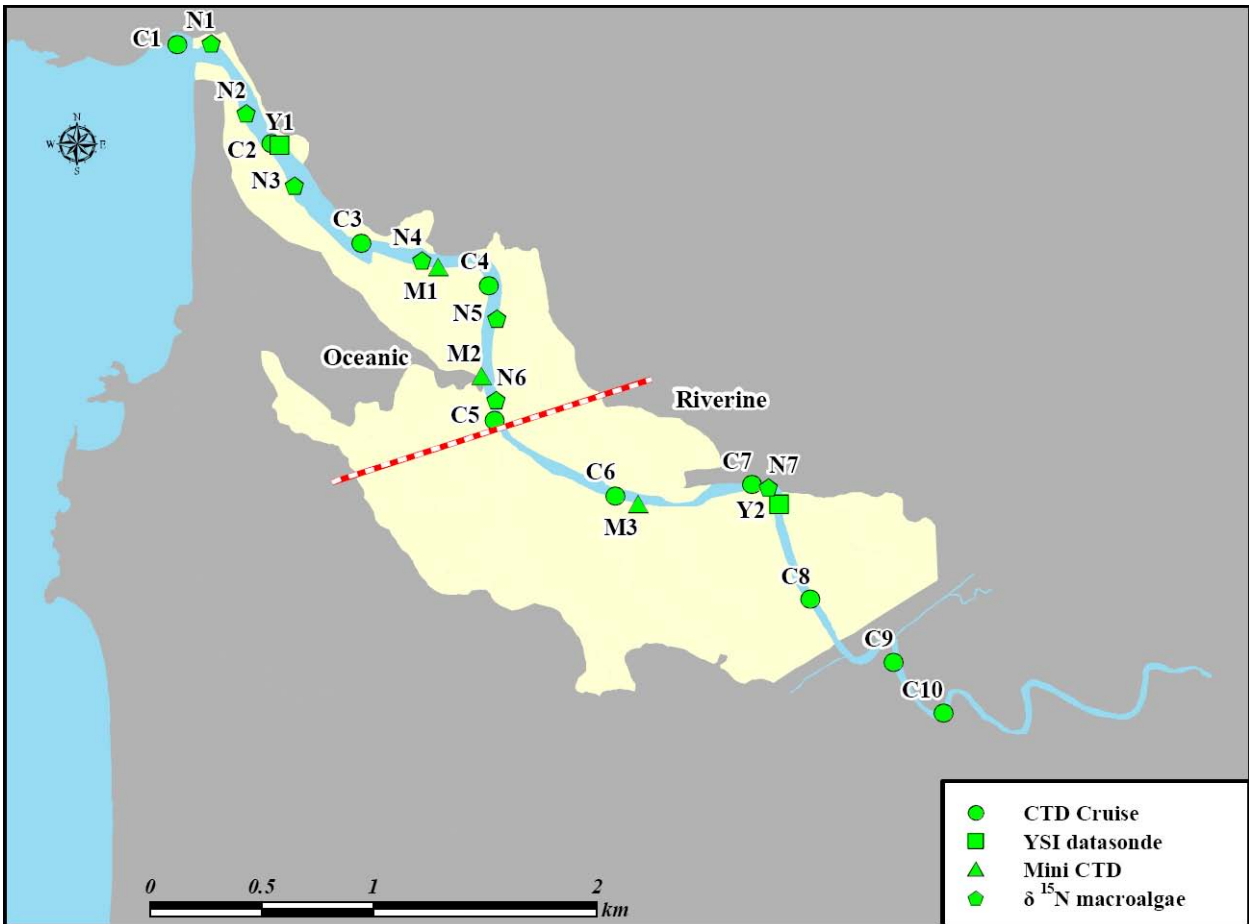 N1
C1
N2
Y1
C2
N3
C3
N4
C4
M1
N5
Oceanic
M2
N6
C5
Riverine
C6
C7
N7
M3
Y2
C8
C9
C10
N
W E
S
CTD Cruise
YSI datasonde
Mini CTD
δ ¹⁵N macroalgae
0 0.5 1 2
km